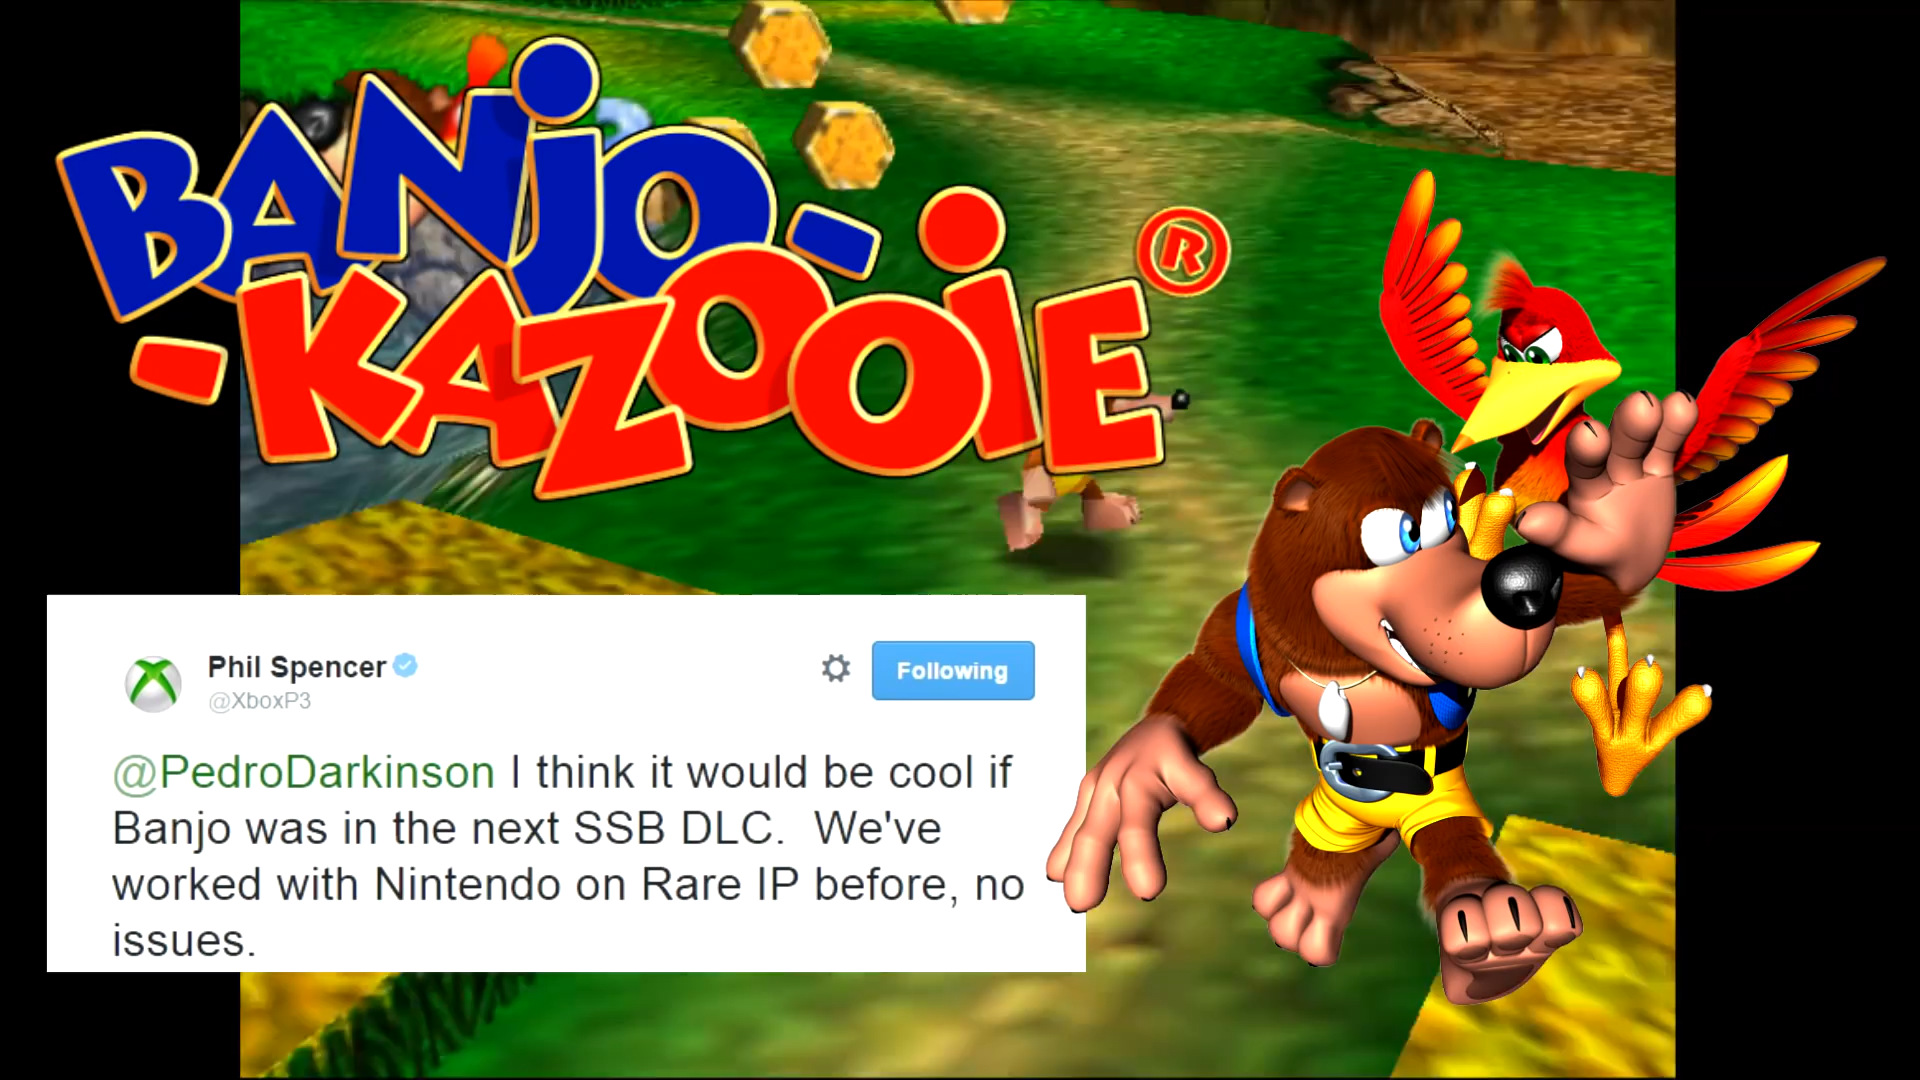 BANJO-
-KAZOOIE®
Phil Spencer
@XboxP3
Following
@PedroDarkinson I think it would be cool if
Banjo was in the next SSB DLC.  We've
worked with Nintendo on Rare IP before, no
issues.